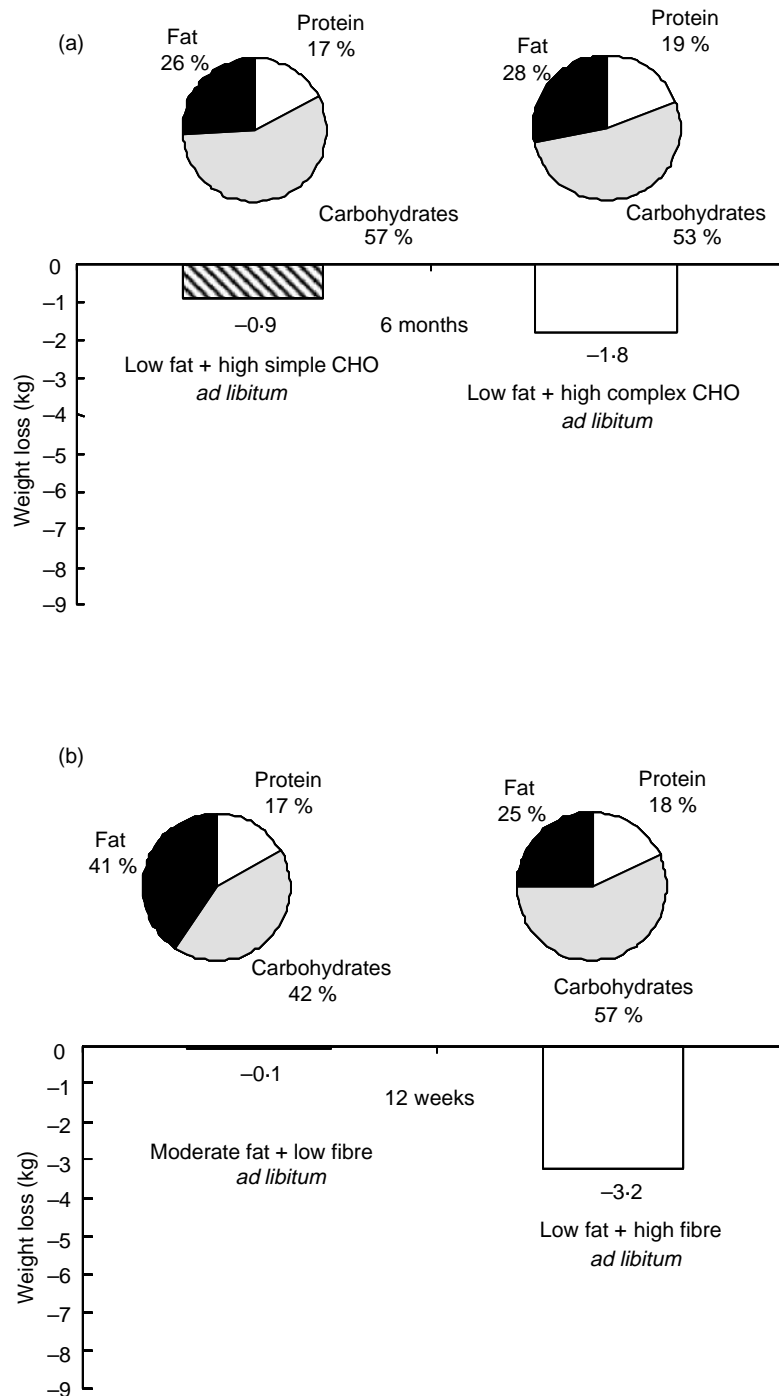 (a)
Fat
26 %
Protein
17 %
Carbohydrates
57 %
Fat
28 %
Protein
19 %
Carbohydrates
53 %
Weight loss (kg)
0
–1
–2
–3
–4
–5
–6
–7
–8
–9
–0·9
Low fat + high simple CHO
ad libitum
6 months
–1·8
Low fat + high complex CHO
ad libitum
(b)
Fat
41 %
Protein
17 %
Carbohydrates
42 %
Fat
25 %
Protein
18 %
Carbohydrates
57 %
Weight loss (kg)
0
–1
–2
–3
–4
–5
–6
–7
–8
–9
–0·1
Moderate fat + low fibre
ad libitum
12 weeks
–3·2
Low fat + high fibre
ad libitum